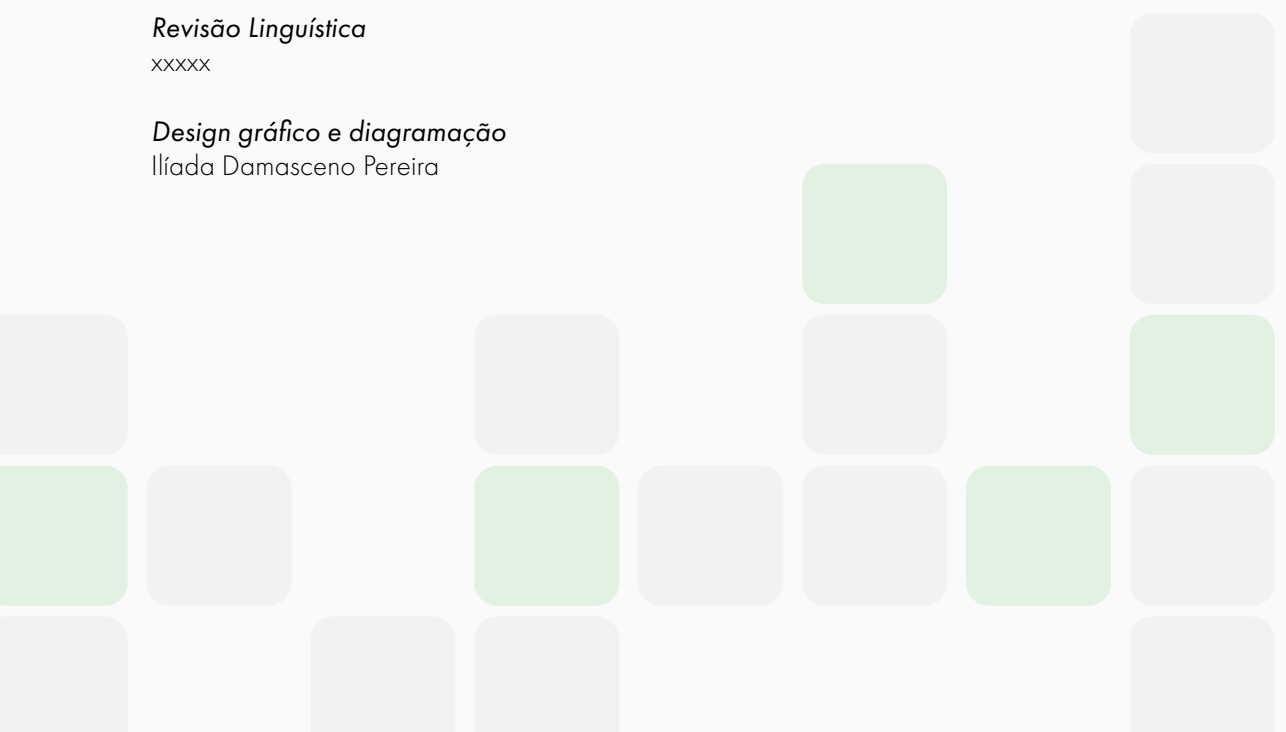 Revisão Linguística
xxxxx
Design gráfico e diagramação
Ilíada Damasceno Pereira